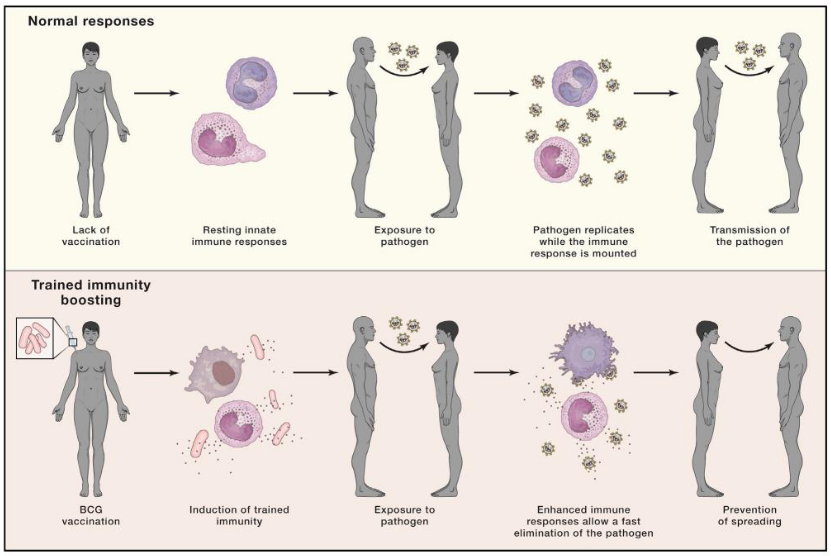 Normal responses
Lack of
vaccination
Resting innate
immune responses
Exposure to
pathogen
Pathogen replicates
while the immune
response is mounted
Transmission of
the pathogen
Trained immunity
boosting
BCG
vaccination
Induction of trained
immunity
Exposure to
pathogen
Enhanced immune
responses allow a fast
elimination of the pathogen
Prevention
of spreading